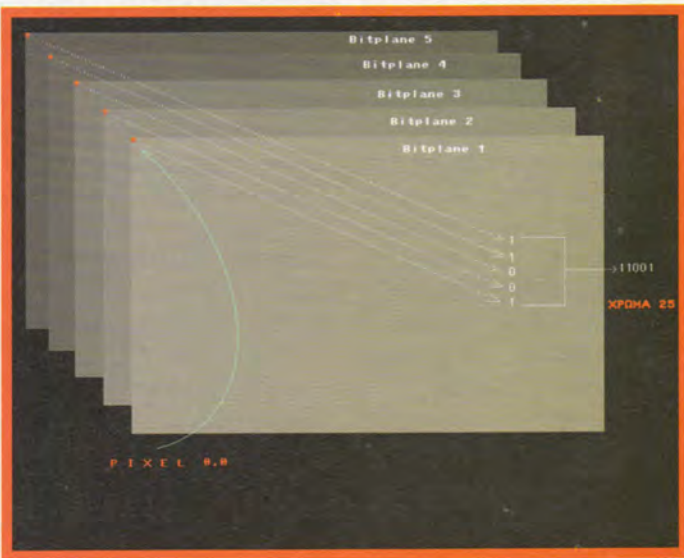 Bitplane 5
Bitplane 4
Bitplane 3
Bitplane 2
Bitplane 1
1
1
0
0
1
11001
ΧΡΩΜΑ 25
PIXEL 0.0